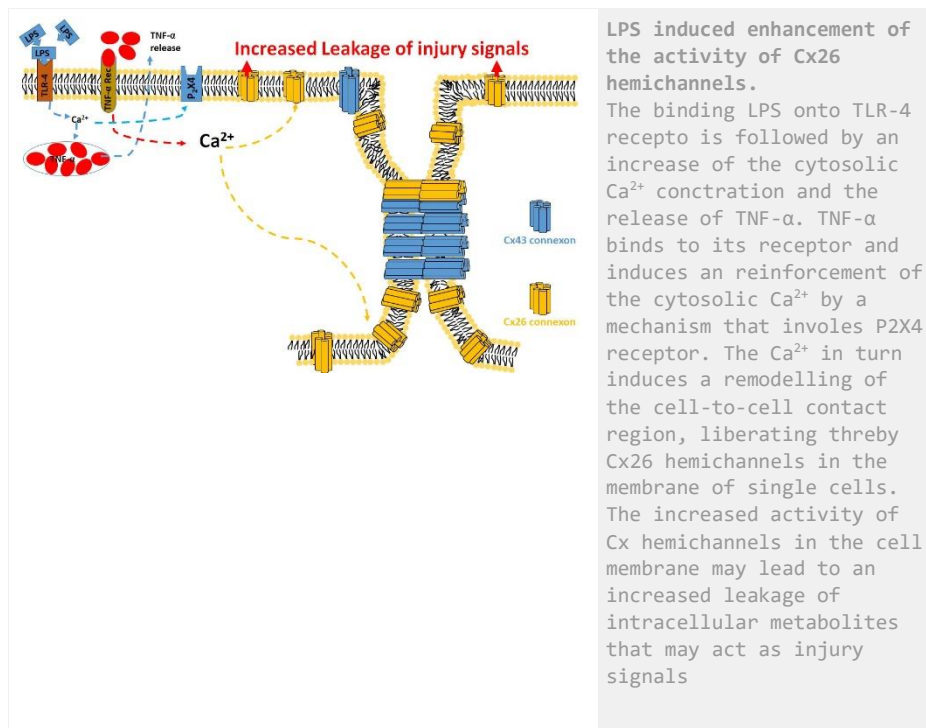 LPS
LPS
LPS
TLR-4
TNF-α Rec
TNF-α
release
P2X4
Increased Leakage of injury signals
Ca²⁺
TNF-α
Ca²⁺
Cx43 connexon
Cx26 connexon
LPS induced enhancement of
the activity of Cx26
hemichannels.
The binding LPS onto TLR-4
recepto is followed by an
increase of the cytosolic
Ca²⁺ conctration and the
release of TNF-α. TNF-α
binds to its receptor and
induces an reinforcement of
the cytosolic Ca²⁺ by a
mechanism that involes P2X4
receptor. The Ca²⁺ in turn
induces a remodelling of
the cell-to-cell contact
region, liberating threby
Cx26 hemichannels in the
membrane of single cells.
The increased activity of
Cx hemichannels in the cell
membrane may lead to an
increased leakage of
intracellular metabolites
that may act as injury
signals